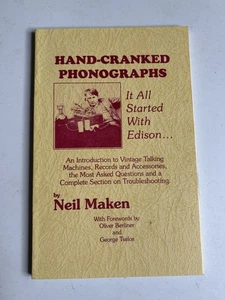 HAND-CRANKED
PHONOGRAPHS
It All
Started
With
Edison...
An Introduction to Vintage Talking
Machines, Records and Accessories,
the Most Asked Questions and a
Complete Section on Troubleshooting.
by
Neil Maken
With Forewords by
Oliver Berliner
and
George Tselos